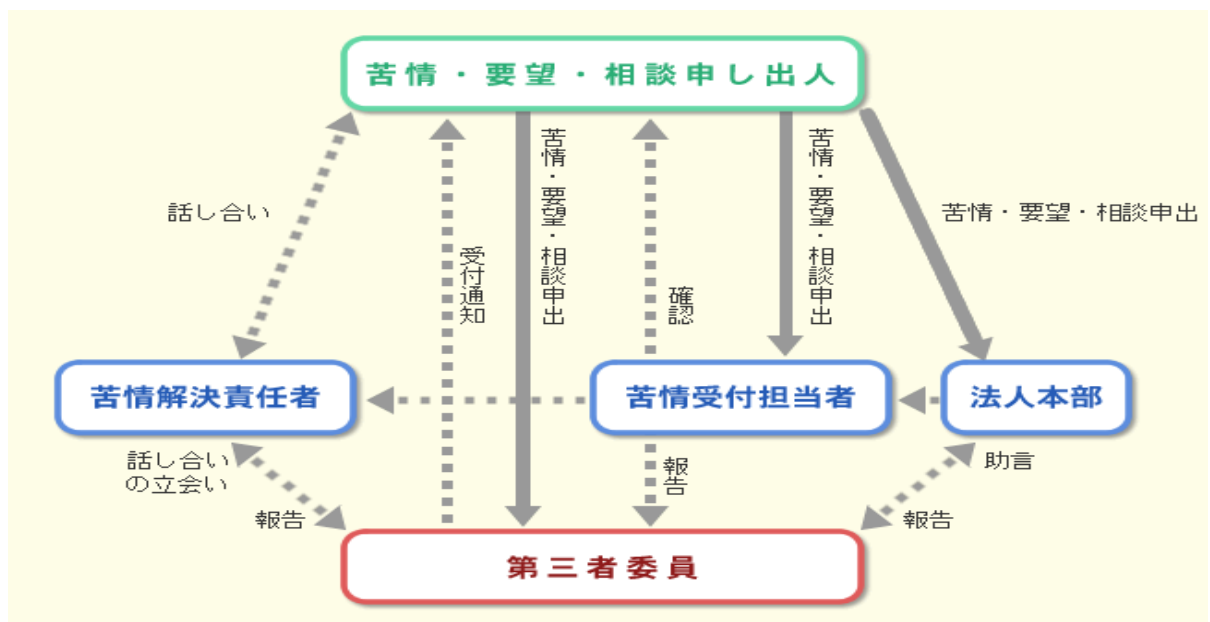 苦情・要望・相談申し出人
話し合い
受付通知
苦情・要望・相談申出
確認
苦情・要望・相談申出
苦情・要望・相談申出
苦情解決責任者
苦情受付担当者
法人本部
話し合い
の立会い
報告
報告
助言
報告
第三者委員